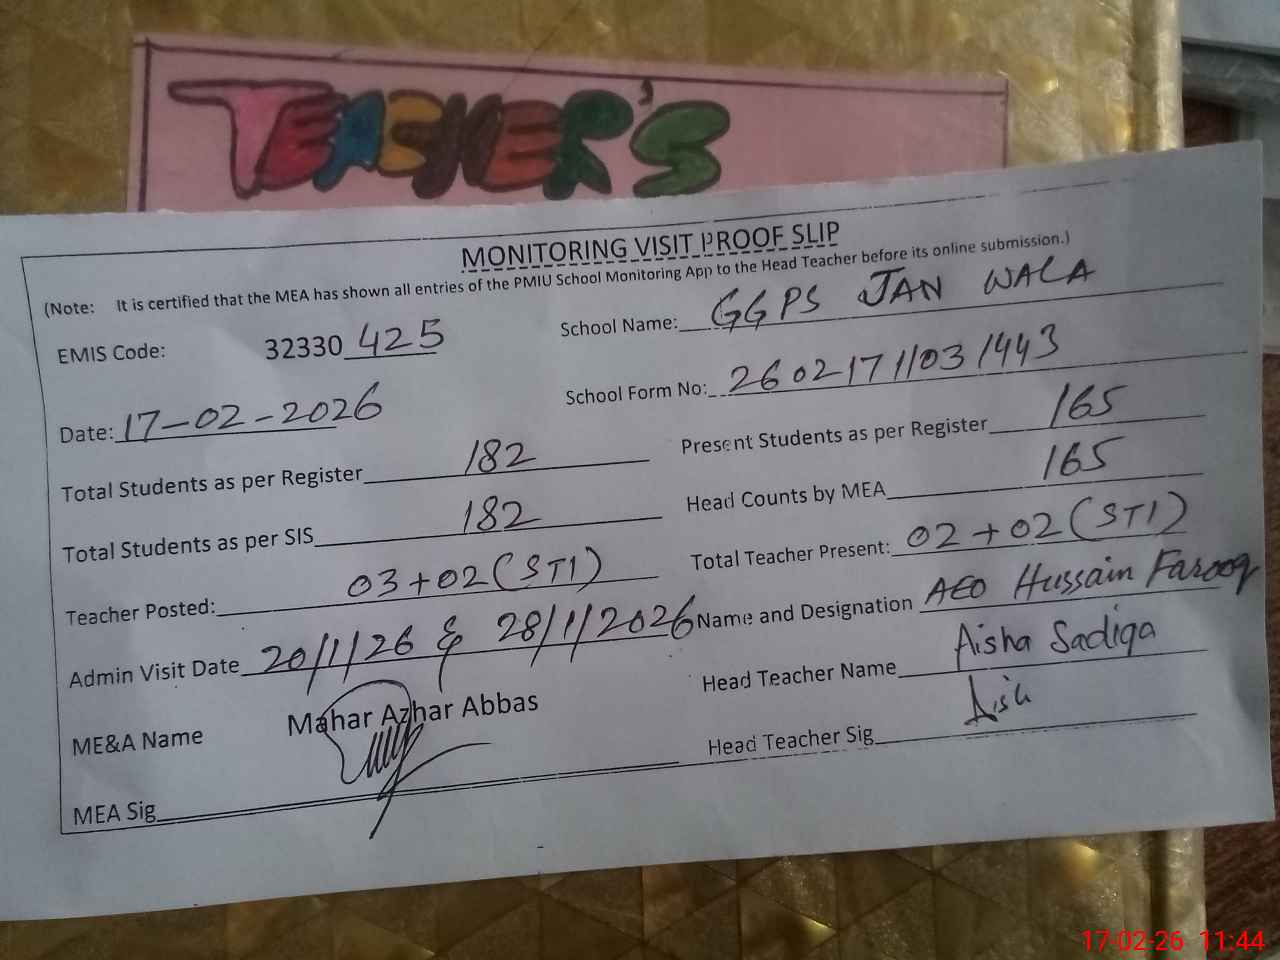 TEACHER'S
MONITORING VISIT PROOF SLIP
(Note: It is certified that the MEA has shown all entries of the PMIU School Monitoring App to the Head Teacher before its online submission.)
EMIS Code: 32330 425 School Name: GGPS JAN WALA
Date: 17-02-2026 School Form No: 260217 1103 1443
Total Students as per Register 182 Present Students as per Register 165
Total Students as per SIS 182 Head Counts by MEA 165
Teacher Posted: 03+02(STI) Total Teacher Present: 02+02(STI)
Admin Visit Date 20/1/26 & 28/1/2026 Name and Designation AEO Hussain Farooq
ME&A Name Mahar Azhar Abbas Head Teacher Name Aisha Sadiqa
MEA Sig Head Teacher Sig
17-02-26 11:44